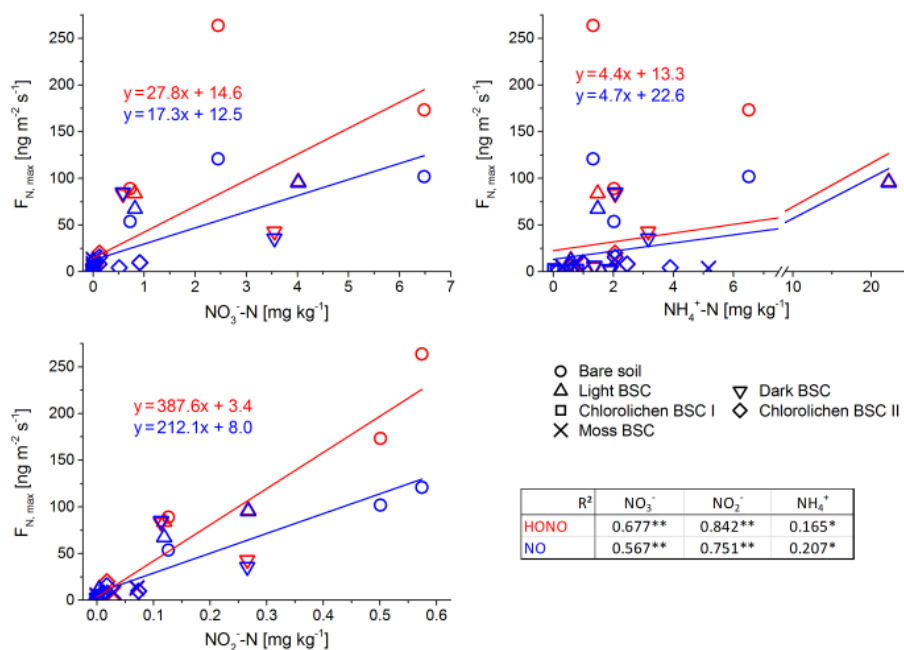 250
200
150
100
50
0
F_N, max [ng m⁻² s⁻¹]
y=27.8x + 14.6
y=17.3x + 12.5
0 1 2 3 4 5 6 7
NO₃⁻-N [mg kg⁻¹]
250
200
150
100
50
0
F_N, max [ng m⁻² s⁻¹]
y=4.4x + 13.3
y=4.7x + 22.6
0 2 4 6 10 20
NH₄⁺-N [mg kg⁻¹]
250
200
150
100
50
0
F_N, max [ng m⁻² s⁻¹]
y=387.6x + 3.4
y=212.1x + 8.0
0.0 0.1 0.2 0.3 0.4 0.5 0.6
NO₂⁻-N [mg kg⁻¹]
Bare soil
Light BSC Dark BSC
Chlorolichen BSC I Chlorolichen BSC II
Moss BSC
R² NO₃⁻ NO₂⁻ NH₄⁺
HONO 0.677** 0.842** 0.165*
NO 0.567** 0.751** 0.207*